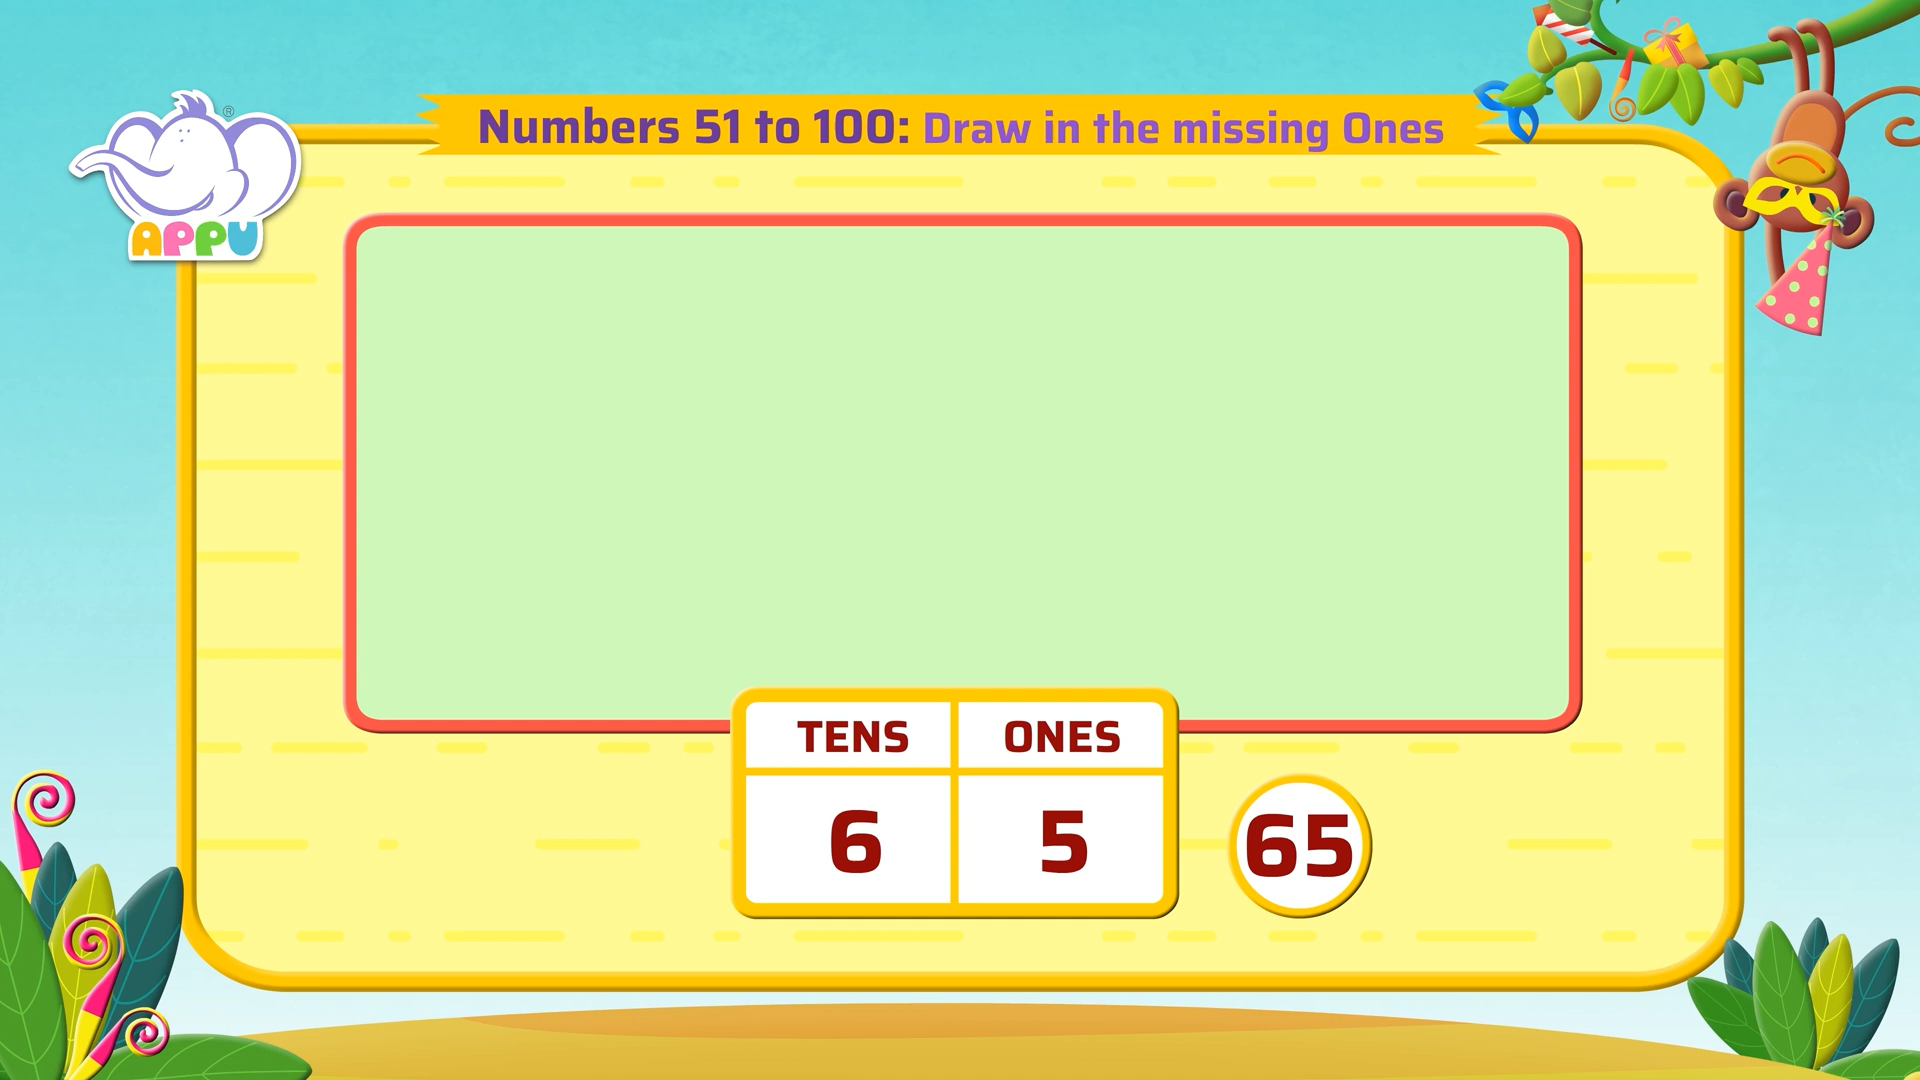 Numbers 51 to 100: Draw in the missing Ones
®
APPU
TENS ONES
6 5
65